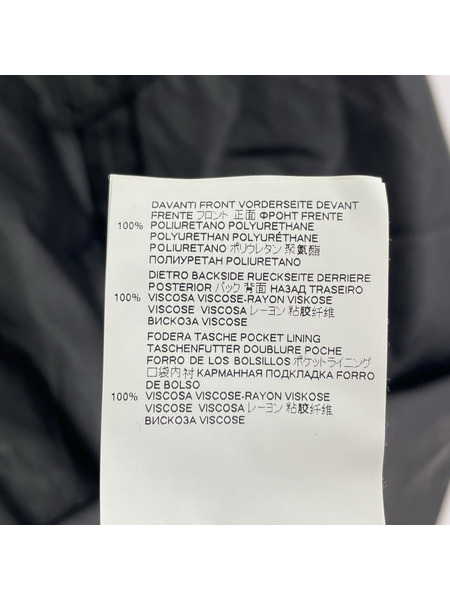 DAVANTI FRONT VORDERSEITE DEVANT
FRENTE フロント 正面 ФРОНТ FRENTE
100% POLIURETANO POLYURETHANE
POLYURETHAN POLYURÉTHANE
POLIURETANO ポリウレタン 聚氨酯
ПОЛИУРЕТАН POLIURETANO
DIETRO BACKSIDE RUECKSEITE DERRIERE
POSTERIOR バック 背面 НАЗАД TRASEIRO
100% VISCOSA VISCOSE-RAYON VISKOSE
VISCOSE VISCOSA レーヨン 粘胶纤维
ВИСКОЗА VISCOSE
FODERA TASCHE POCKET LINING
TASCHENFUTTER DOUBLURE POCHE
FORRO DE LOS BOLSILLOS ポケットライニング
口袋内衬 КАРМАННАЯ ПОДКЛАДКА FORRO
DE BOLSO
100% VISCOSA VISCOSE-RAYON VISKOSE
VISCOSE VISCOSA レーヨン 粘胶纤维
ВИСКОЗА VISCOSE